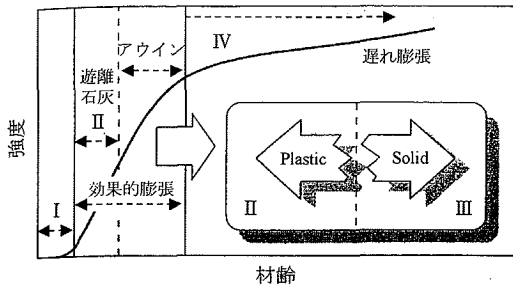 アウイン
Ⅳ
遅れ膨張
遊離
石灰
Ⅱ
強度
Plastic
Solid
効果的膨張
Ⅰ
Ⅱ
Ⅲ
材齢